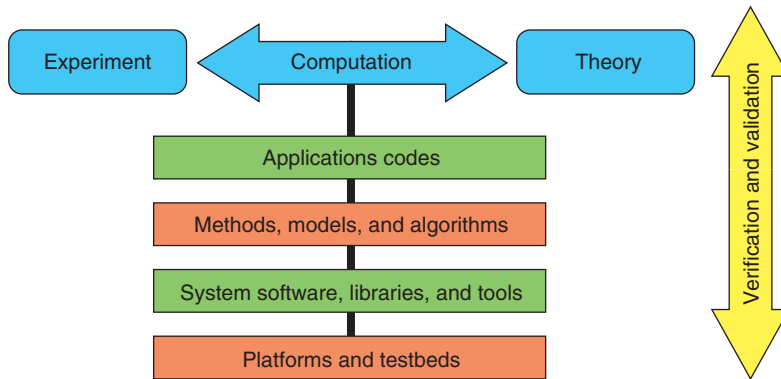 Experiment
Computation
Theory
Applications codes
Methods, models, and algorithms
System software, libraries, and tools
Platforms and testbeds
Verification and validation